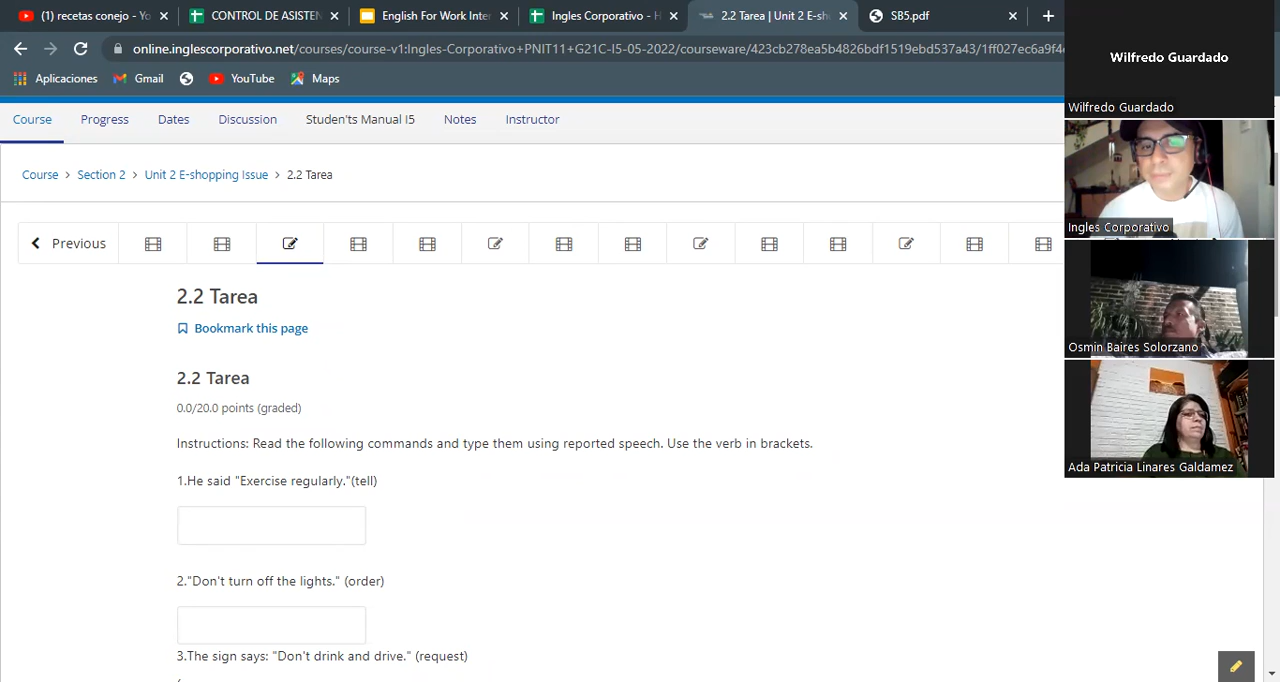 (1) recetas conejo - Yo
CONTROL DE ASISTEN
English For Work Inter
Ingles Corporativo - H
2.2 Tarea | Unit 2 E-sh
SB5.pdf
online.inglescorporativo.net/courses/course-v1:Ingles-Corporativo+PNIT11+G21C-I5-05-2022/courseware/423cb278ea5b4826bdf1519ebd537a43/1ff027ec6a9f4
Aplicaciones
Gmail
YouTube
Maps
Course
Progress
Dates
Discussion
Studen'ts Manual I5
Notes
Instructor
Course > Section 2 > Unit 2 E-shopping Issue > 2.2 Tarea
Previous
2.2 Tarea
Bookmark this page
2.2 Tarea
0.0/20.0 points (graded)
Instructions: Read the following commands and type them using reported speech. Use the verb in brackets.
1.He said "Exercise regularly."(tell)
2."Don't turn off the lights." (order)
3.The sign says: "Don't drink and drive." (request)
Wilfredo Guardado
Wilfredo Guardado
Ingles Corporativo
Osmin Baires Solorzano
Ada Patricia Linares Galdamez